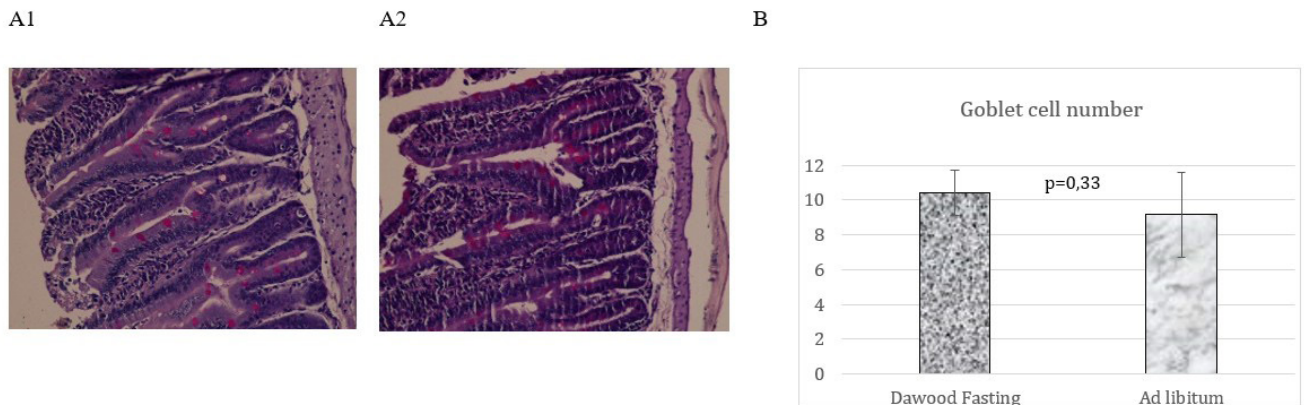 A1
A2
B
Goblet cell number
12
10
8
6
4
2
0
p=0,33
Dawood Fasting
Ad libitum